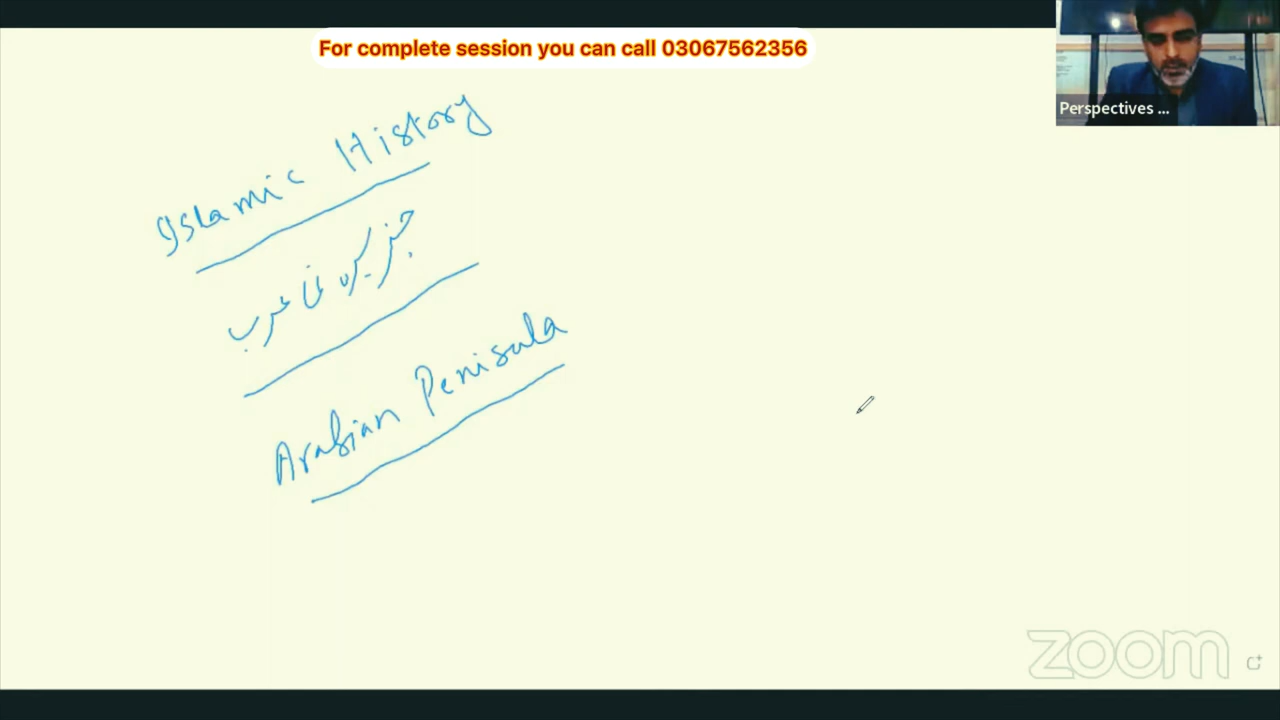 For complete session you can call 03067562356
Perspectives ...
Islamic History
جزیرہ نما عرب
Arabian Penisula
zoom